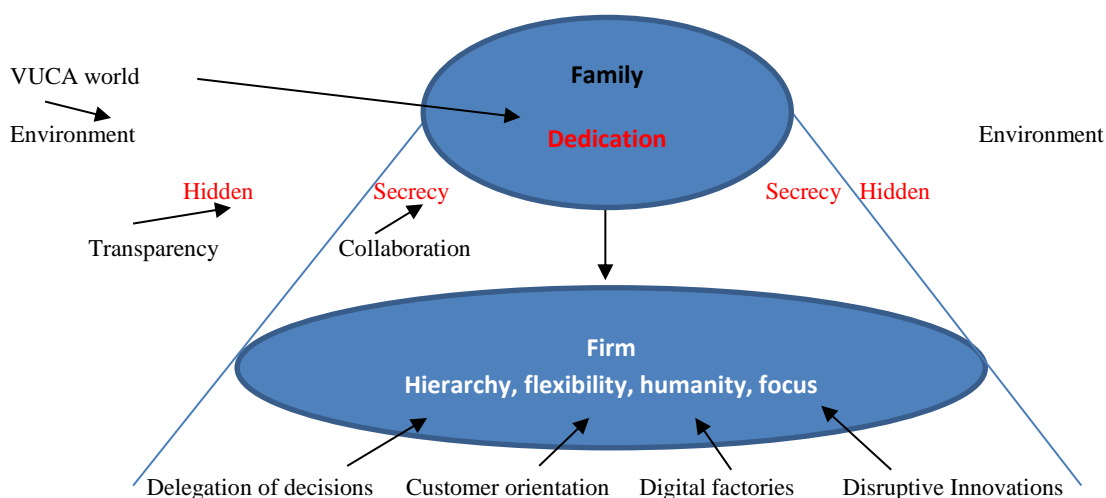 Family
VUCA world
Dedication
Environment
Environment
Hidden
Secrecy
Secrecy
Hidden
Transparency
Collaboration
Firm
Hierarchy, flexibility, humanity, focus
Delegation of decisions
Customer orientation
Digital factories
Disruptive Innovations